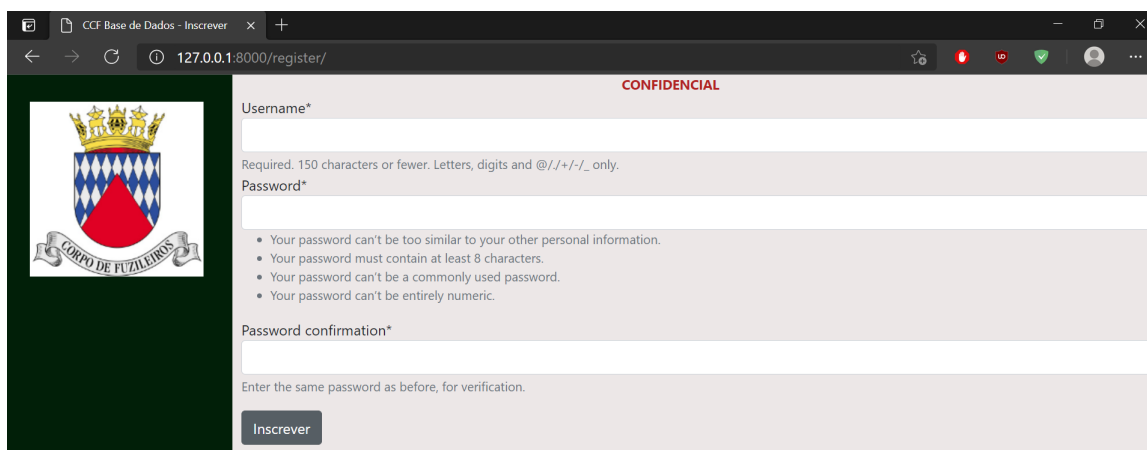 CCF Base de Dados - Inscrever
127.0.0.1:8000/register/
CONFIDENCIAL
CORPO DE FUZILEIROS
Username*
Required. 150 characters or fewer. Letters, digits and @/./+/-/_ only.
Password*
Your password can't be too similar to your other personal information.
Your password must contain at least 8 characters.
Your password can't be a commonly used password.
Your password can't be entirely numeric.
Password confirmation*
Enter the same password as before, for verification.
Inscrever